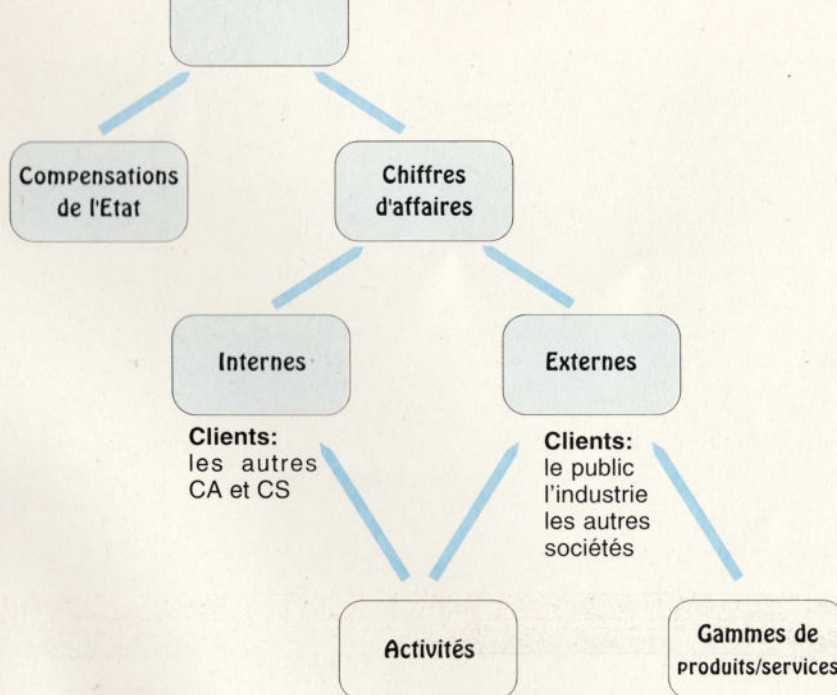 Compensations
de l'Etat
Chiffres
d'affaires
Internes
Externes
Clients:
les autres
CA et CS
Clients:
le public
l'industrie
les autres
sociétés
Activités
Gammes de
produits/services